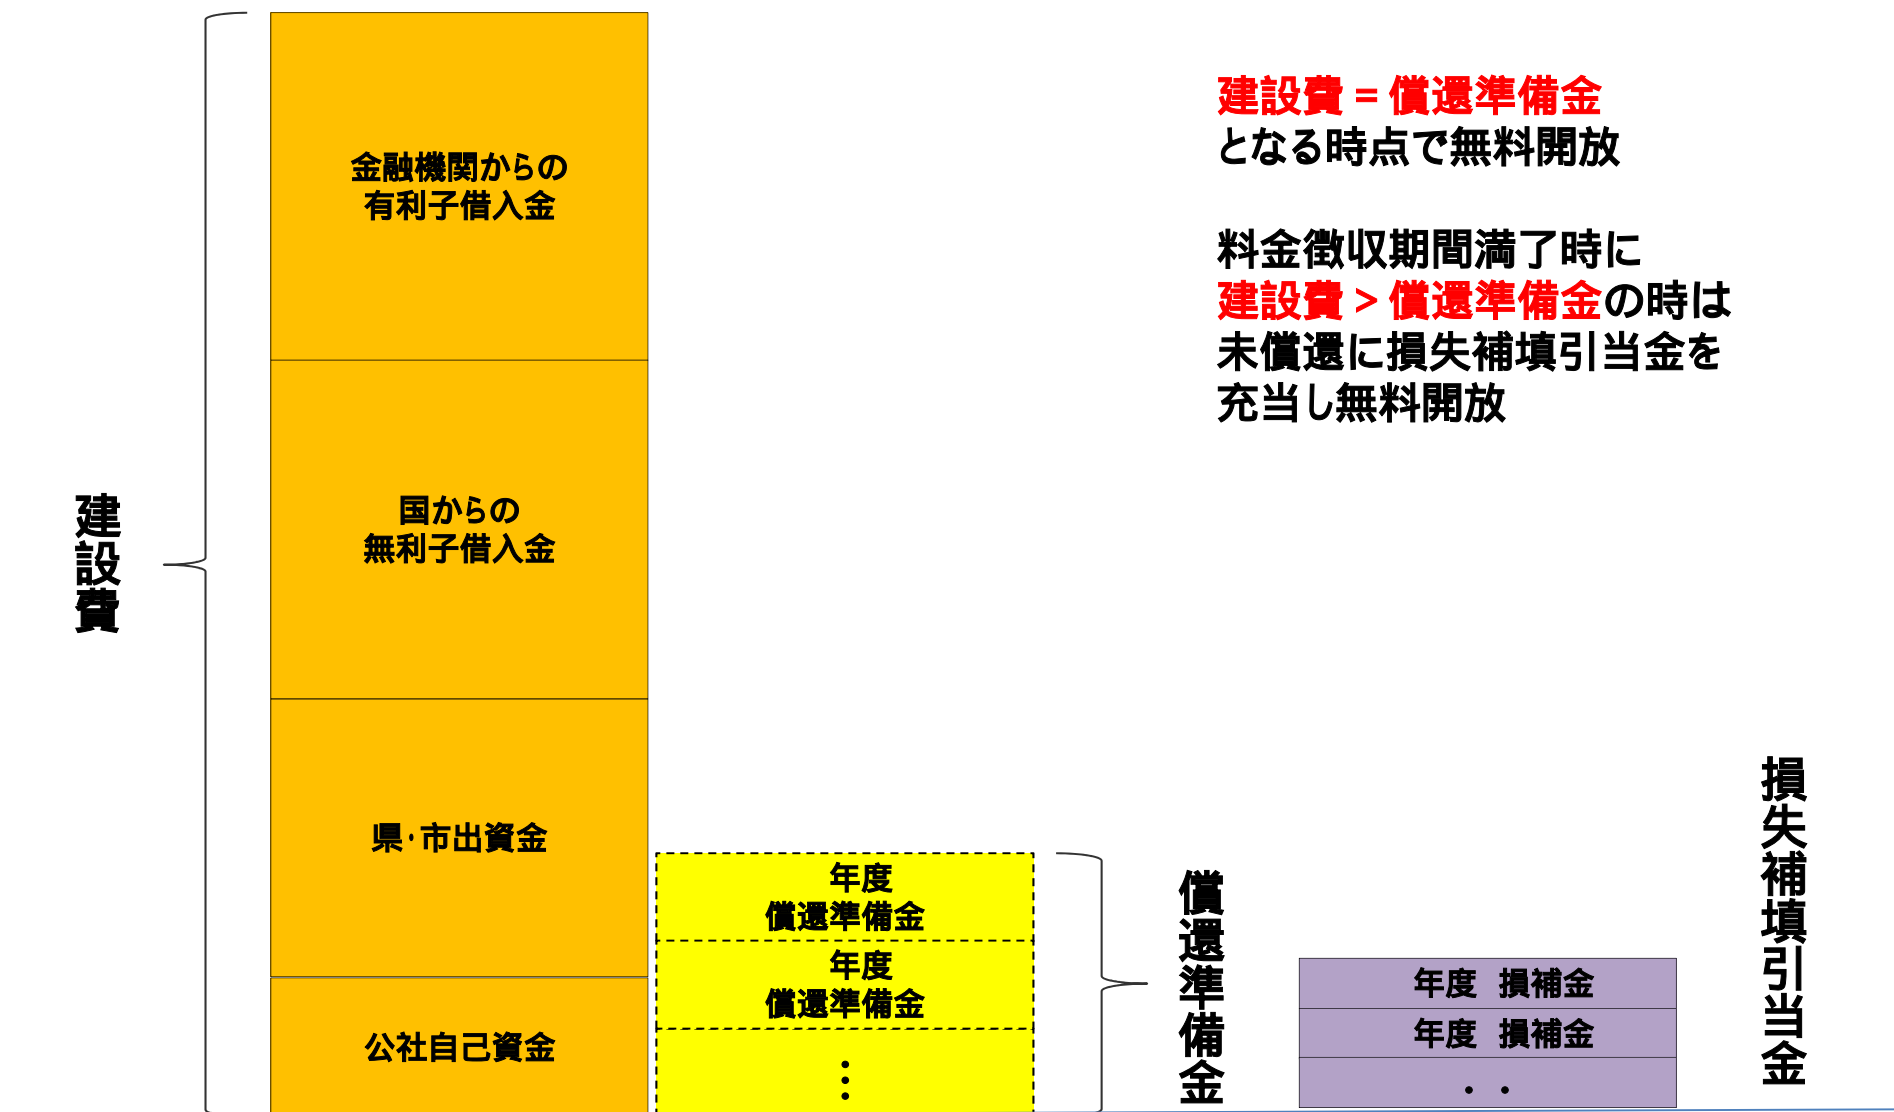 建設費
金融機関からの
有利子借入金
国からの
無利子借入金
県・市出資金
公社自己資金
年度
償還準備金
年度
償還準備金
⋮
償還準備金
建設費 = 償還準備金
となる時点で無料開放
料金徴収期間満了時に
建設費 > 償還準備金の時は
未償還に損失補填引当金を
充当し無料開放
年度 損補金
年度 損補金
・・
損失補填引当金